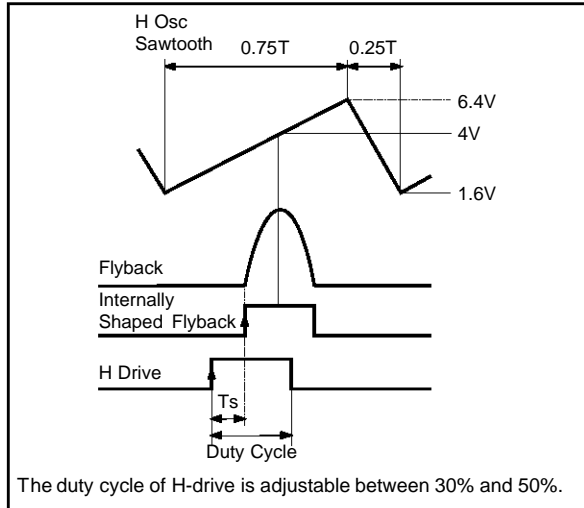 H Osc
Sawtooth
0.75T
0.25T
6.4V
4V
1.6V
Flyback
Internally
Shaped Flyback
H Drive
Ts
Duty Cycle
The duty cycle of H-drive is adjustable between 30% and 50%.